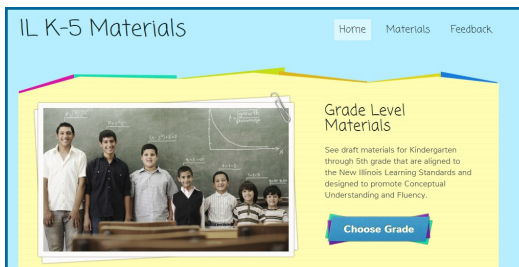 IL K-5 Materials
Home Materials Feedback
Grade Level
Materials
See draft materials for Kindergarten
through 5th grade that are aligned to
the New Illinois Learning Standards and
designed to promote Conceptual
Understanding and Fluency.
Choose Grade